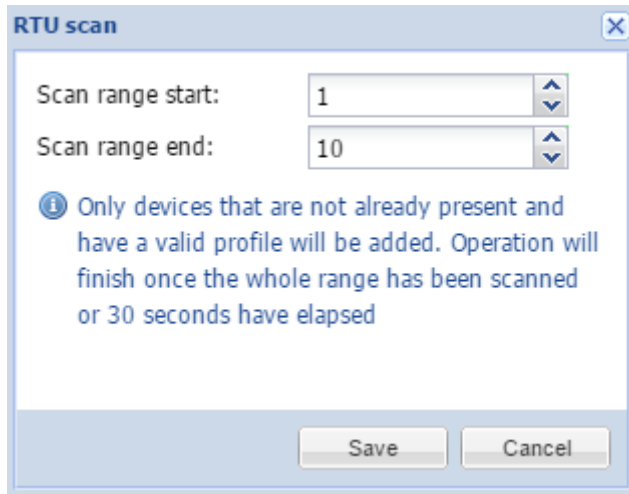 RTU scan
Scan range start:
1
Scan range end:
10
Only devices that are not already present and
have a valid profile will be added. Operation will
finish once the whole range has been scanned
or 30 seconds have elapsed
Save
Cancel